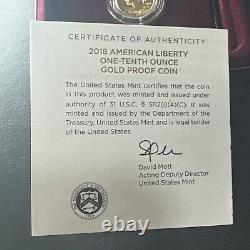 CERTIFICATE OF AUTHENTICITY
2018 AMERICAN LIBERTY
ONE-TENTH OUNCE
GOLD PROOF COIN
The United States Mint certifies that the coin
in this product was minted and issued under
authority of 31 U.S.C. § 5112(i)(4)(C). It was
minted and issued by the Department of the
Treasury, United States Mint and is legal tender
of the United States.
David Motl
Acting Deputy Director
United States Mint